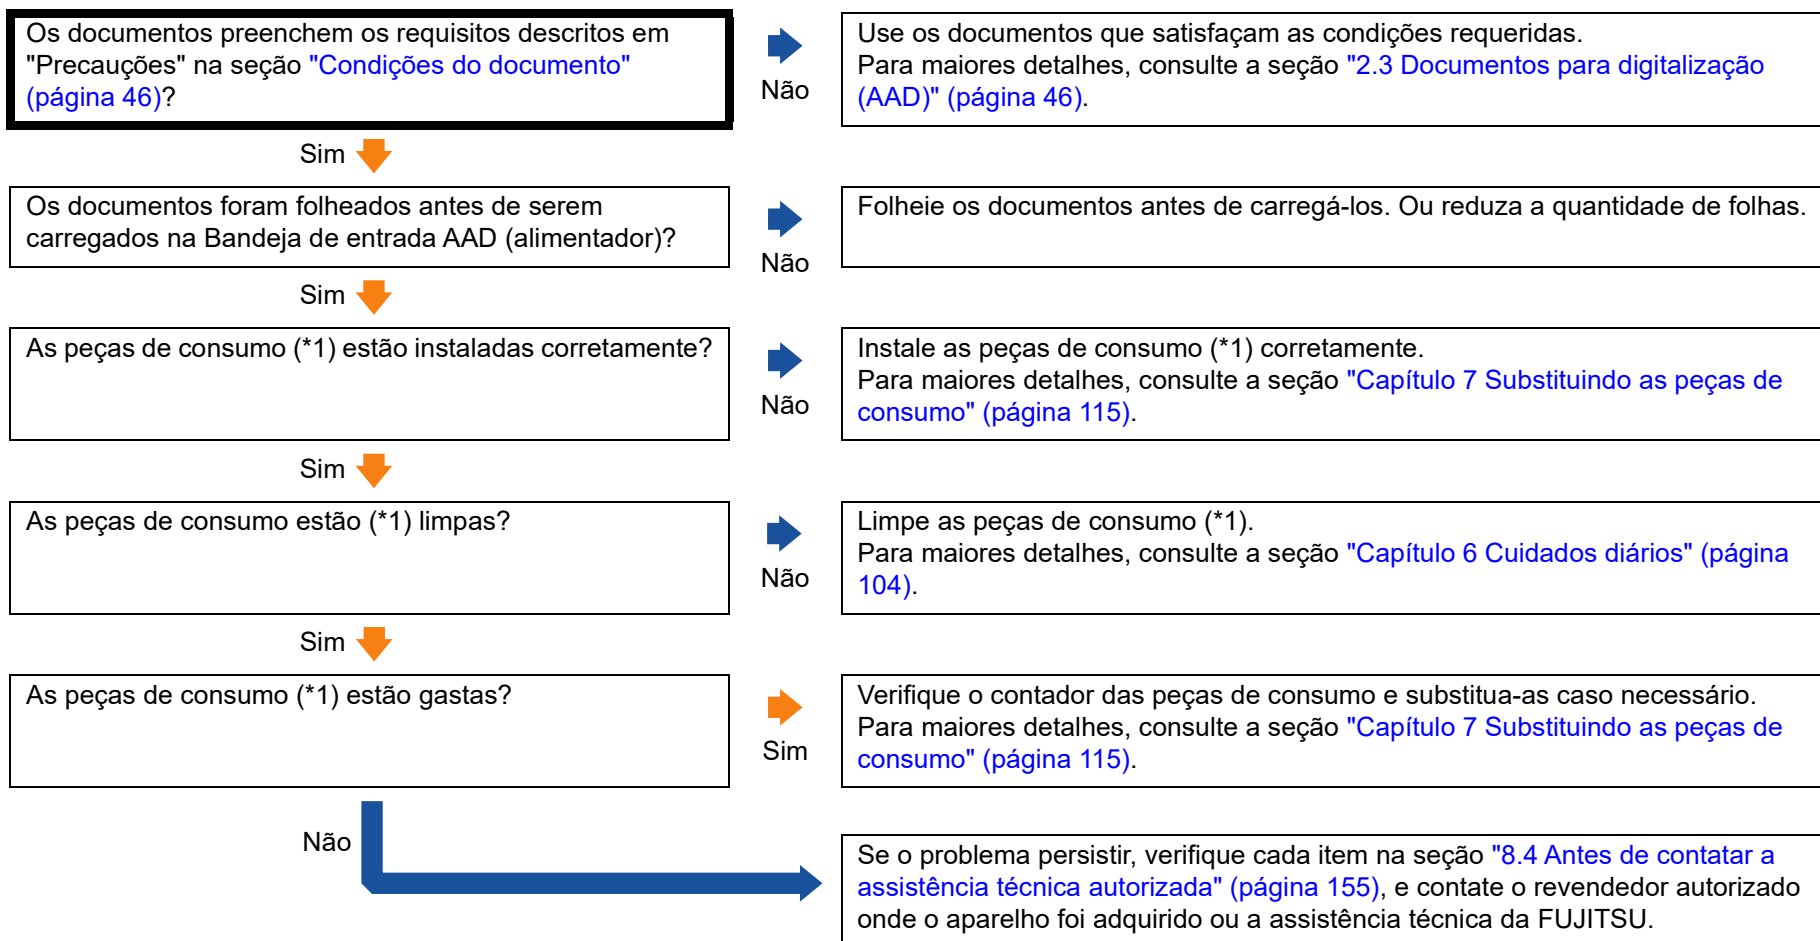 Os documentos preenchem os requisitos descritos em
"Precauções" na seção "Condições do documento"
(página 46)?
Não
Use os documentos que satisfaçam as condições requeridas.
Para maiores detalhes, consulte a seção "2.3 Documentos para digitalização
(AAD)" (página 46).
Sim
Os documentos foram folheados antes de serem
carregados na Bandeja de entrada AAD (alimentador)?
Não
Folheie os documentos antes de carregá-los. Ou reduza a quantidade de folhas.
Sim
As peças de consumo (*1) estão instaladas corretamente?
Não
Instale as peças de consumo (*1) corretamente.
Para maiores detalhes, consulte a seção "Capítulo 7 Substituindo as peças de
consumo" (página 115).
Sim
As peças de consumo estão (*1) limpas?
Não
Limpe as peças de consumo (*1).
Para maiores detalhes, consulte a seção "Capítulo 6 Cuidados diários" (página
104).
Sim
As peças de consumo (*1) estão gastas?
Sim
Verifique o contador das peças de consumo e substitua-as caso necessário.
Para maiores detalhes, consulte a seção "Capítulo 7 Substituindo as peças de
consumo" (página 115).
Não
Se o problema persistir, verifique cada item na seção "8.4 Antes de contatar a
assistência técnica autorizada" (página 155), e contate o revendedor autorizado
onde o aparelho foi adquirido ou a assistência técnica da FUJITSU.